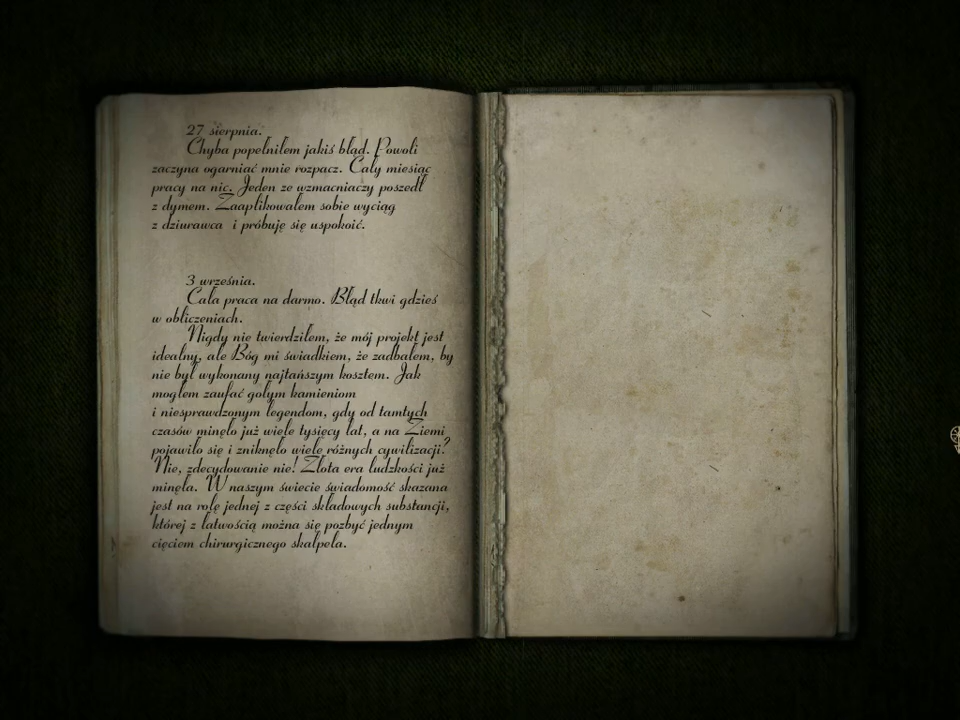 27 sierpnia.
Chyba popełniłem jakiś błąd. Powoli
zaczyna ogarniać mnie rozpacz. Cały miesiąc
pracy na nic. Jeden ze wzmacniaczy poszedł
z dymem. Zaaplikowałem sobie wyciąg
z dziurawca i próbuję się uspokoić.
3 września.
Cała praca na darmo. Błąd tkwi gdzieś
w obliczeniach.
Nigdy nie twierdziłem, że mój projekt jest
idealny, ale Bóg mi świadkiem, że zadbałem, by
nie był wykonany najtańszym kosztem. Jak
mogłem zaufać gołym kamieniom
i niesprawdzonym legendom, gdy od tamtych
czasów minęło już wiele tysięcy lat, a na Ziemi
pojawiło się i zniknęło wiele różnych cywilizacji?
Nie, zdecydowanie nie! Złota era ludzkości już
minęła. W naszym świecie świadomość skazana
jest na rolę jednej z części składowych substancji,
której z łatwością można się pozbyć jednym
cięciem chirurgicznego skalpela.